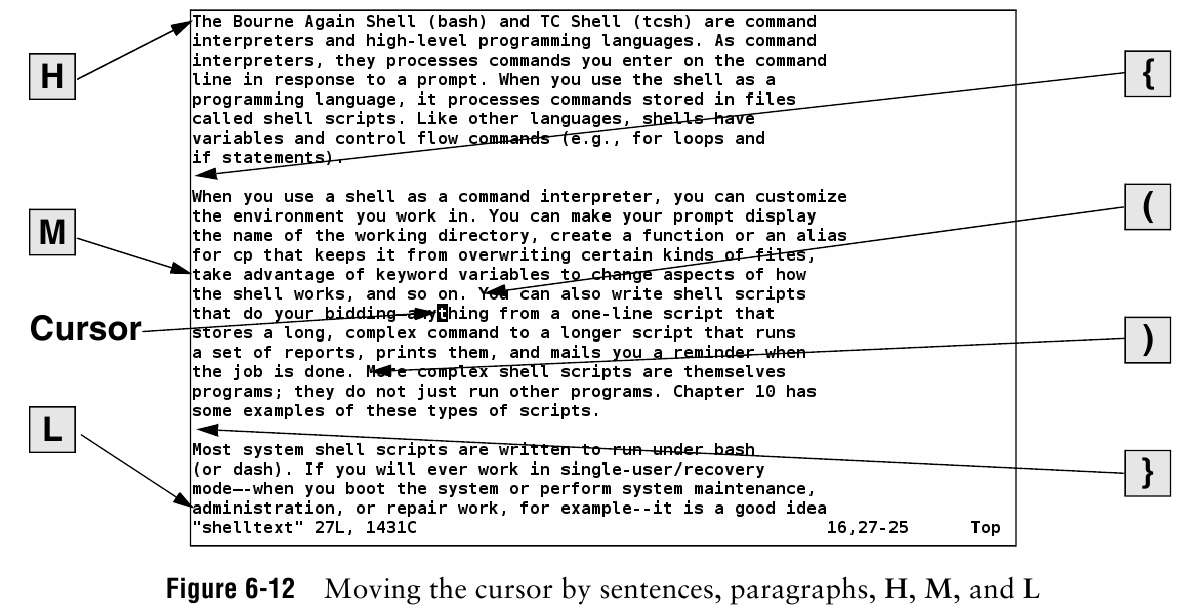 The Bourne Again Shell (bash) and TC Shell (tcsh) are command
interpreters and high-level programming languages. As command
interpreters, they processes commands you enter on the command
line in response to a prompt. When you use the shell as a
programming language, it processes commands stored in files
called shell scripts. Like other languages, shells have
variables and control flow commands (e.g., for loops and
if statements).
When you use a shell as a command interpreter, you can customize
the environment you work in. You can make your prompt display
the name of the working directory, create a function or an alias
for cp that keeps it from overwriting certain kinds of files,
take advantage of keyword variables to change aspects of how
the shell works, and so on. You can also write shell scripts
that do your bidding anything from a one-line script that
stores a long, complex command to a longer script that runs
a set of reports, prints them, and mails you a reminder when
the job is done. More complex shell scripts are themselves
programs; they do not just run other programs. Chapter 10 has
some examples of these types of scripts.
Most system shell scripts are written to run under bash
(or dash). If you will ever work in single-user/recovery
mode--when you boot the system or perform system maintenance,
administration, or repair work, for example--it is a good idea
"shelltext" 27L, 1431C 16,27-25 Top
H
M
Cursor
L
{
(
)
}
Figure 6-12 Moving the cursor by sentences, paragraphs, H, M, and L